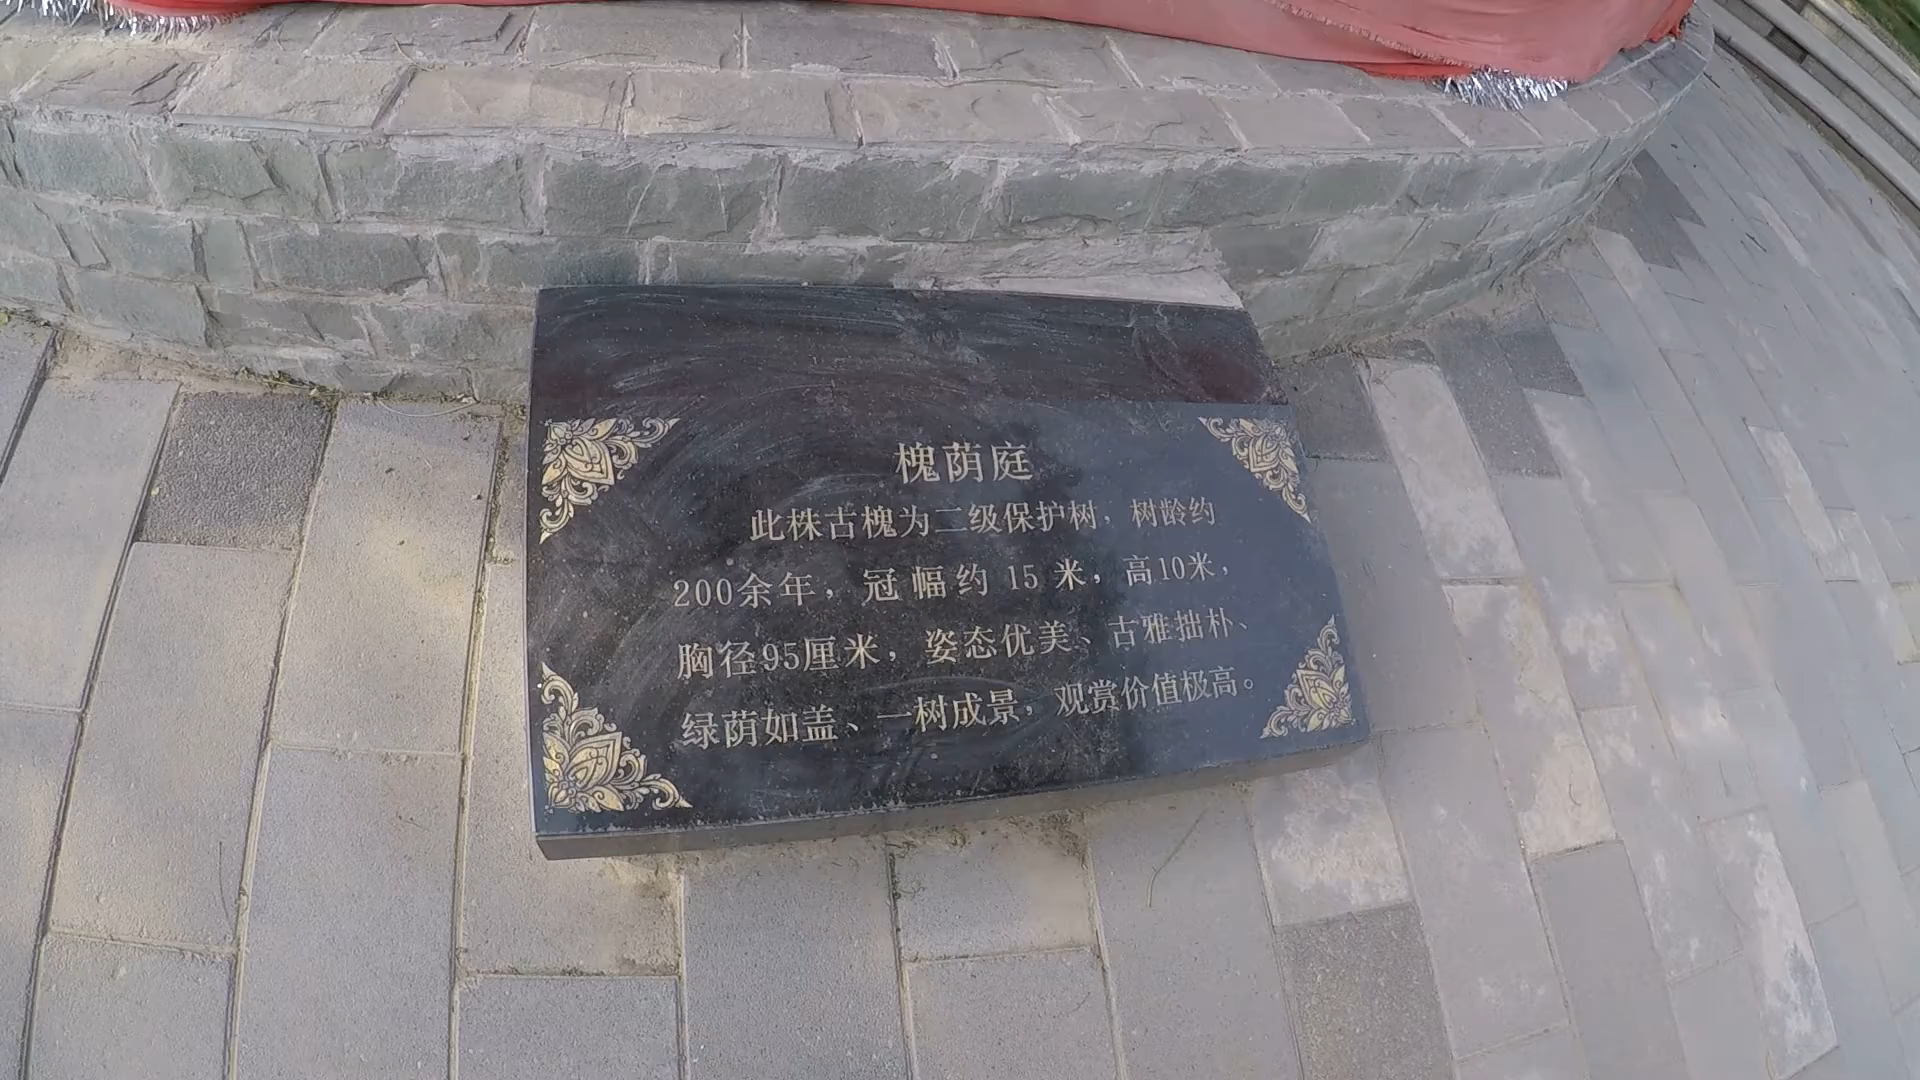 槐荫庭
此株古槐为二级保护树，树龄约
200余年，冠幅约15米，高10米，
胸径95厘米，姿态优美、古雅拙朴、
绿荫如盖、一树成景，观赏价值极高。